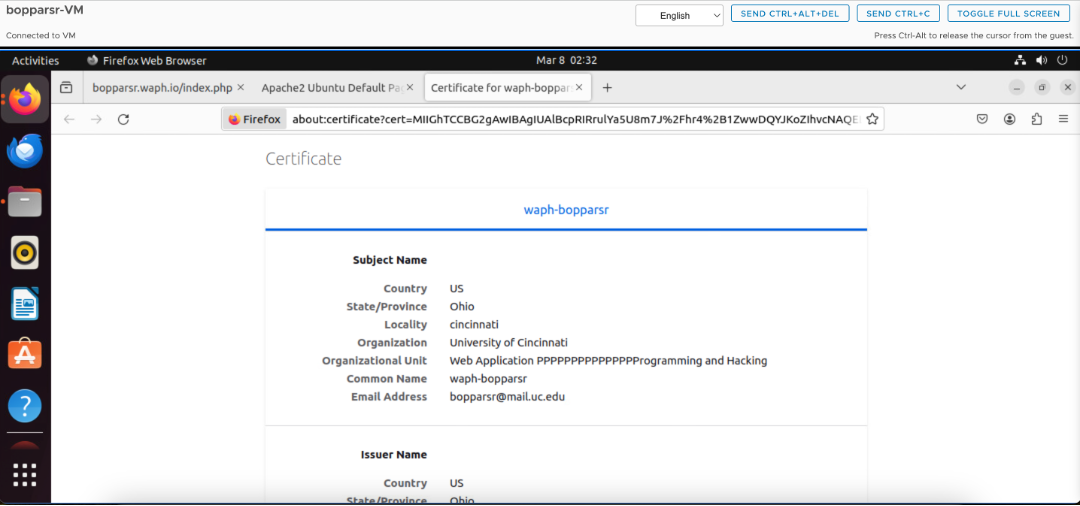 bopparsr-VM
English
SEND CTRL+ALT+DEL
SEND CTRL+C
TOGGLE FULL SCREEN
Connected to VM
Press Ctrl-Alt to release the cursor from the guest.
Activities
Firefox Web Browser
Mar 8 02:32
bopparsr.waph.io/index.php
Apache2 Ubuntu Default Pa
Certificate for waph-boppar
Firefox
about:certificate?cert=MIIGhTCCBG2gAwIBAgIUAlBcpRIRrulYa5U8m7J%2Fhr4%2B1ZwwDQYJKoZIhvcNAQE
Certificate
waph-bopparsr
Subject Name
Country US
State/Province Ohio
Locality cincinnati
Organization University of Cincinnati
Organizational Unit Web Application PPPPPPPPPPPPPPProgramming and Hacking
Common Name waph-bopparsr
Email Address bopparsr@mail.uc.edu
Issuer Name
Country US
State/Province Ohio